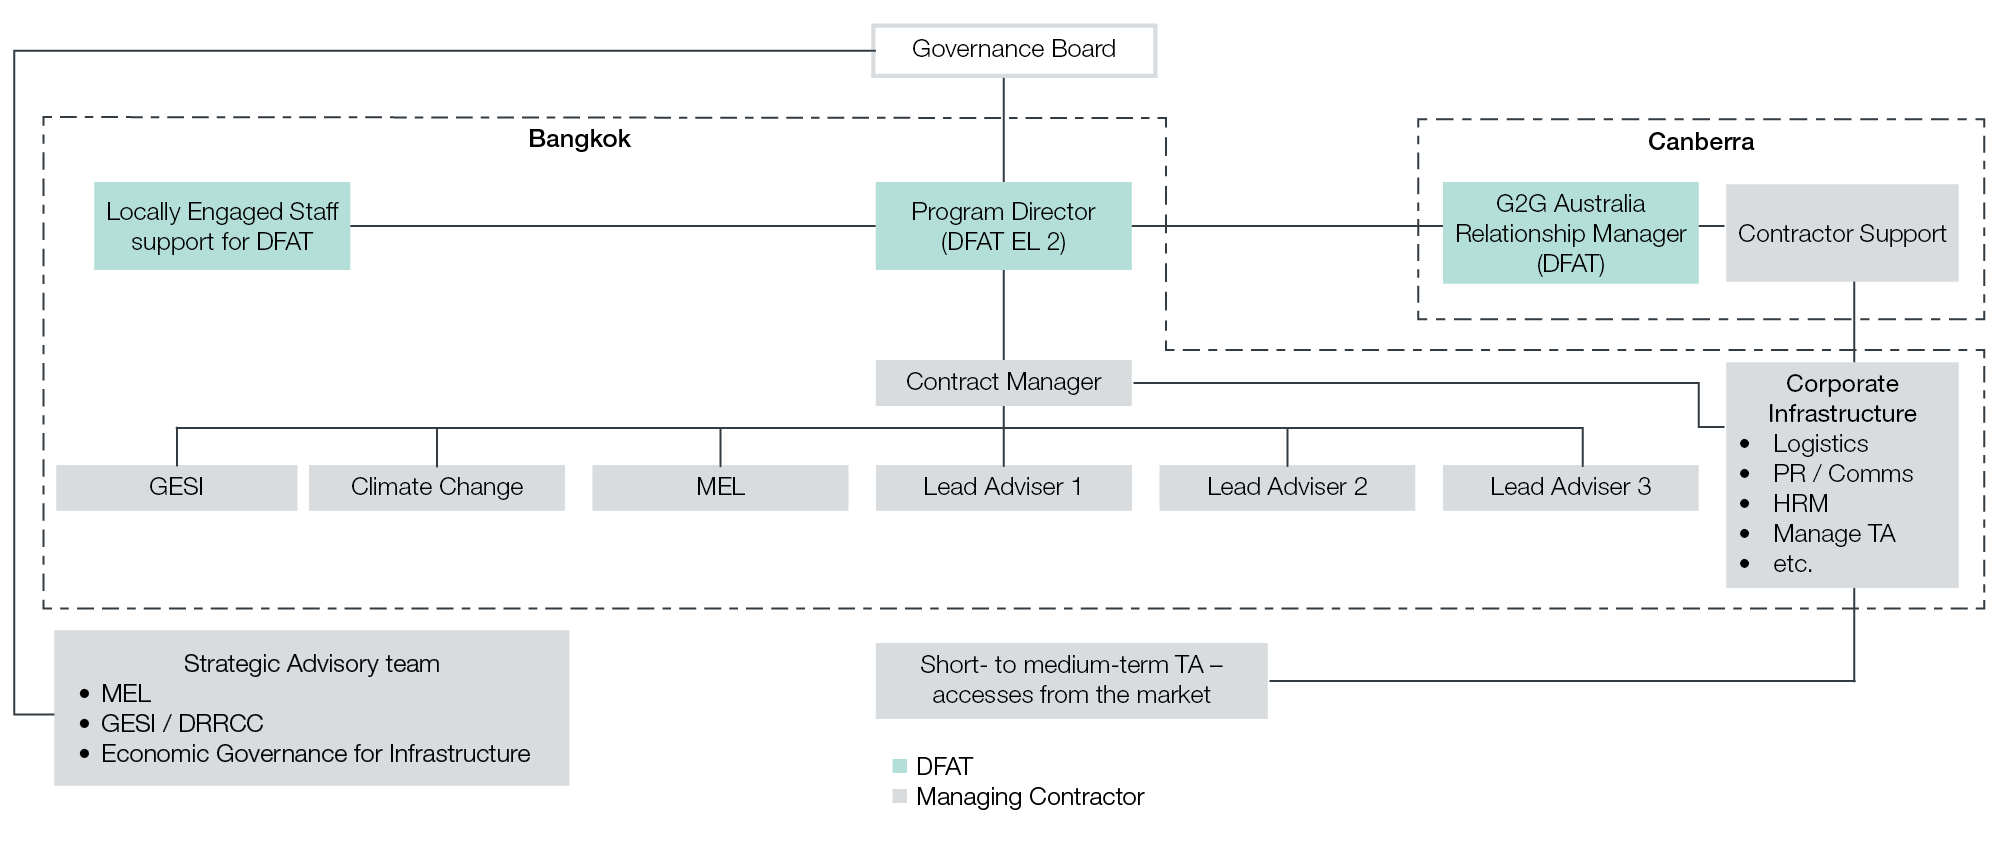 Governance Board
Bangkok
Canberra
Locally Engaged Staff
support for DFAT
Program Director
(DFAT EL 2)
G2G Australia
Relationship Manager
(DFAT)
Contractor Support
Contract Manager
Corporate
Infrastructure
• Logistics
• PR / Comms
• HRM
• Manage TA
• etc.
GESI
Climate Change
MEL
Lead Adviser 1
Lead Adviser 2
Lead Adviser 3
Strategic Advisory team
• MEL
• GESI / DRRCC
• Economic Governance for Infrastructure
Short- to medium-term TA –
accesses from the market
DFAT
Managing Contractor